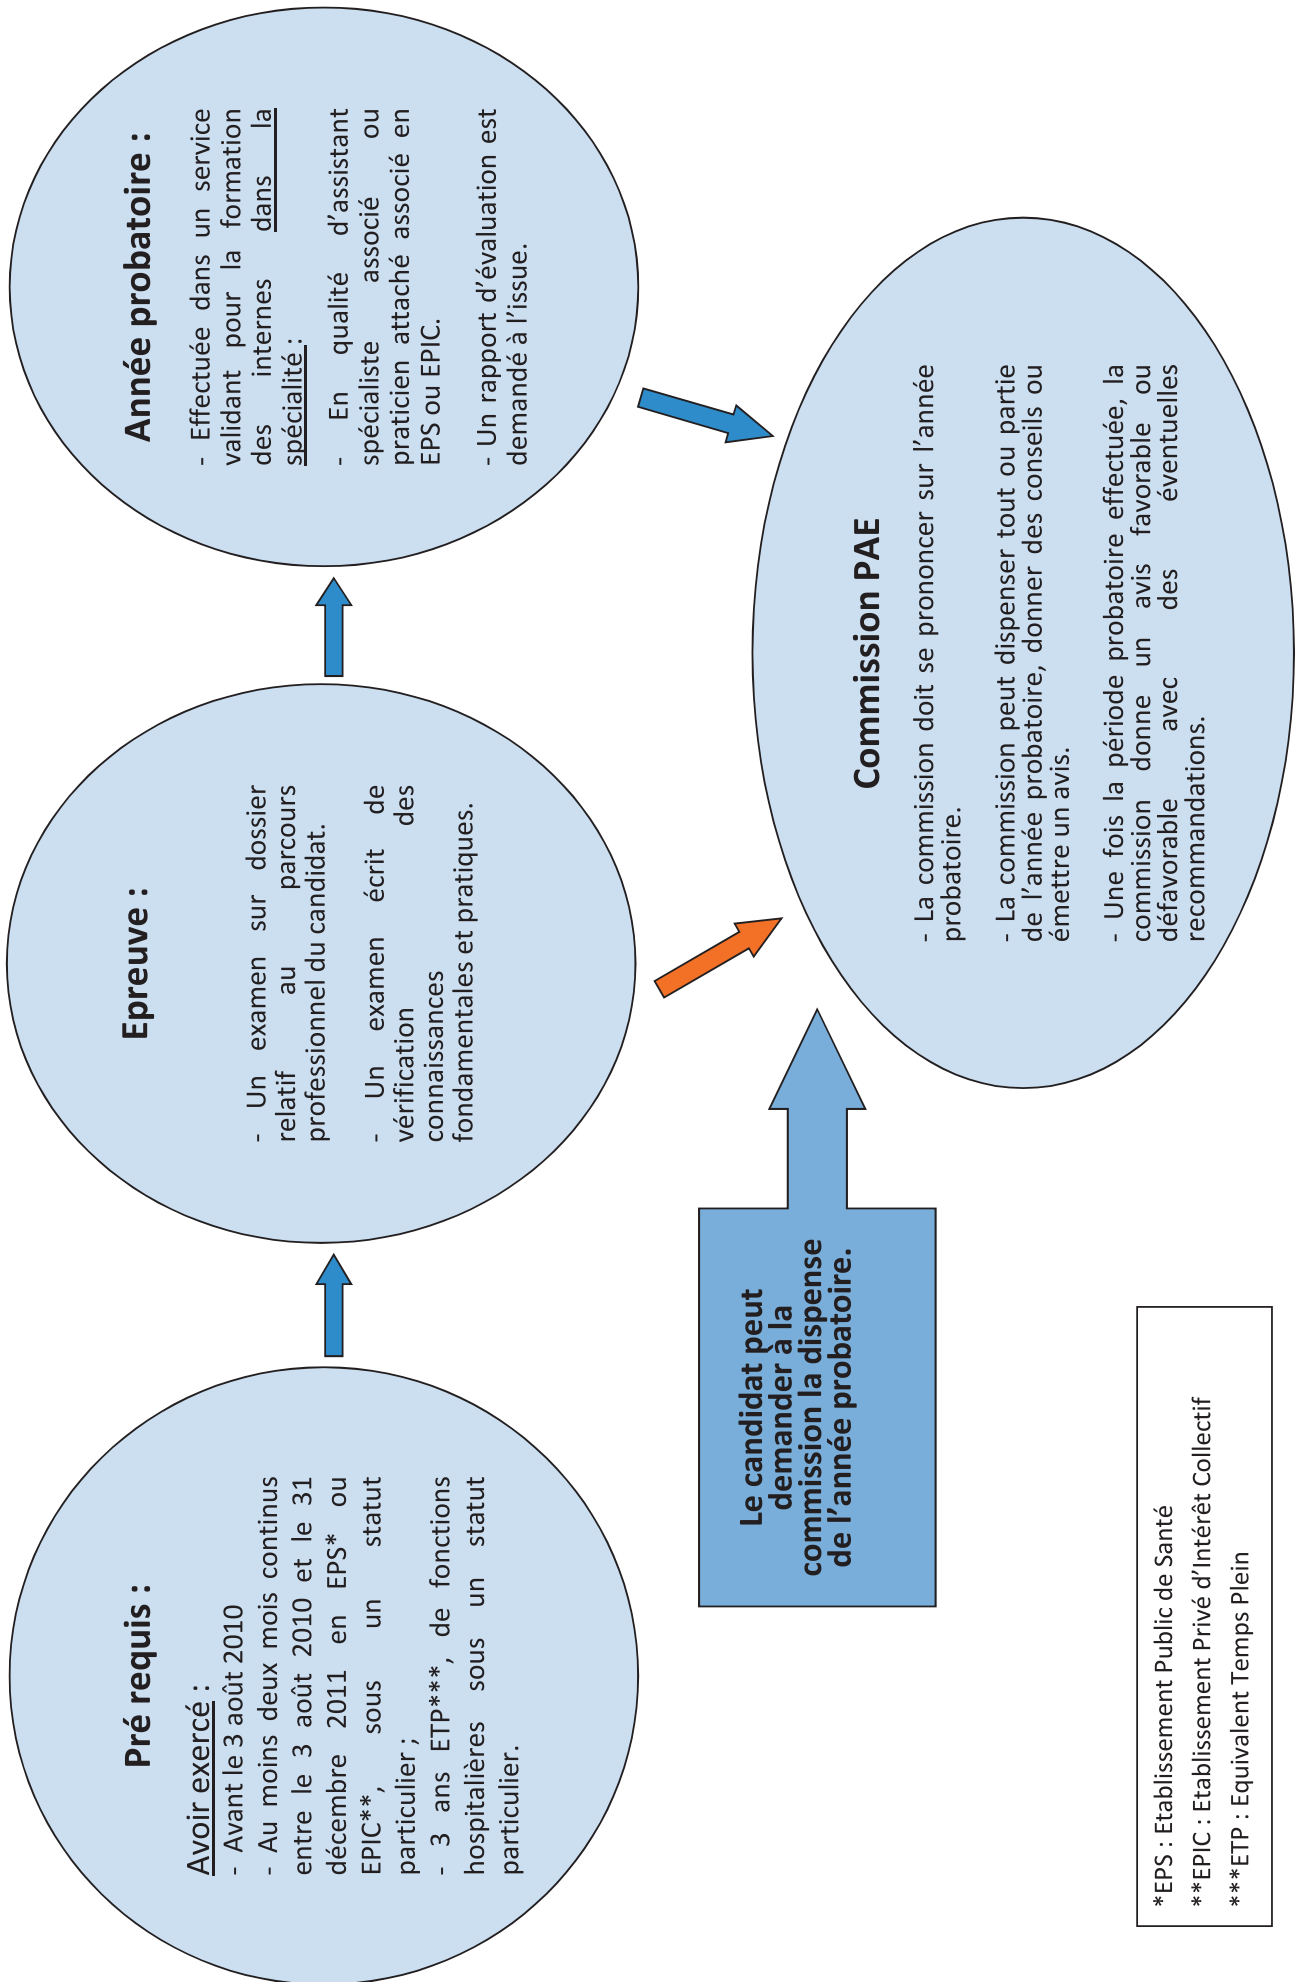 Pré requis :
Avoir exercé :
- Avant le 3 août 2010
- Au moins deux mois continus
entre le 3 août 2010 et le 31
décembre 2011 en EPS* ou
EPIC**, sous un statut
particulier ;
- 3 ans ETP***, de fonctions
hospitalières sous un statut
particulier.
Epreuve :
- Un examen sur dossier
relatif au parcours
professionnel du candidat.
- Un examen écrit de
vérification des
connaissances
fondamentales et pratiques.
Année probatoire :
- Effectuée dans un service
validant pour la formation
des internes dans la
spécialité :
- En qualité d’assistant
spécialiste associé ou
praticien attaché associé en
EPS ou EPIC.
- Un rapport d’évaluation est
demandé à l’issue.
Le candidat peut
demander à la
commission la dispense
de l’année probatoire.
Commission PAE
- La commission doit se prononcer sur l’année
probatoire.
- La commission peut dispenser tout ou partie
de l’année probatoire, donner des conseils ou
émettre un avis.
- Une fois la période probatoire effectuée, la
commission donne un avis favorable ou
défavorable avec des éventuelles
recommandations.
*EPS : Etablissement Public de Santé
**EPIC : Etablissement Privé d’Intérêt Collectif
***ETP : Equivalent Temps Plein